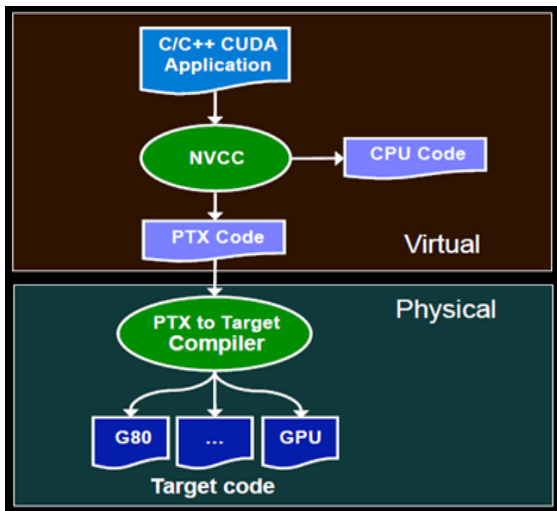 C/C++ CUDA
Application
NVCC
CPU Code
PTX Code
Virtual
Physical
PTX to Target
Compiler
G80
...
GPU
Target code